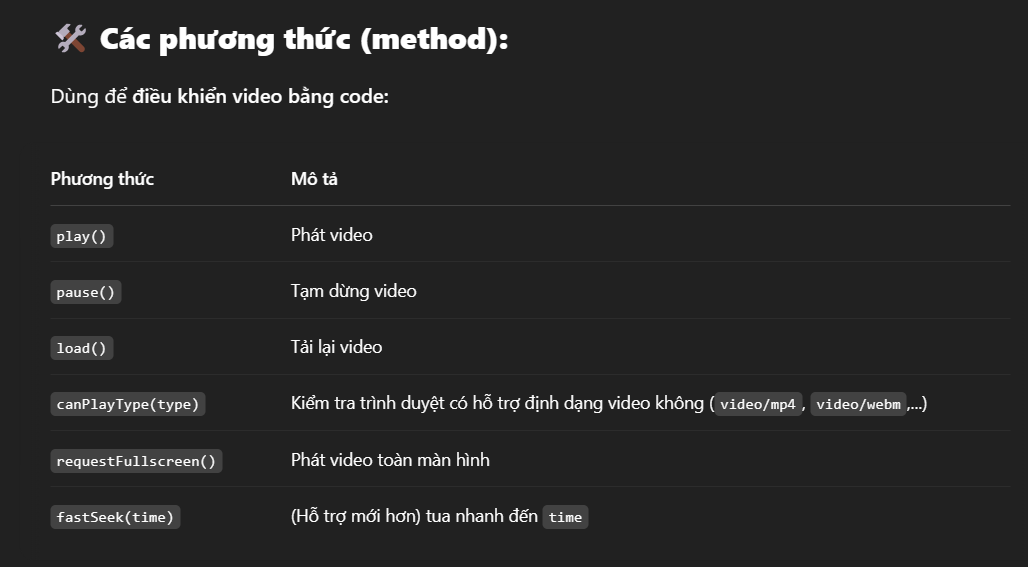 🛠️ Các phương thức (method):
Dùng để điều khiển video bằng code:
Phương thức Mô tả
play() Phát video
pause() Tạm dừng video
load() Tải lại video
canPlayType(type) Kiểm tra trình duyệt có hỗ trợ định dạng video không (video/mp4, video/webm,...)
requestFullscreen() Phát video toàn màn hình
fastSeek(time) (Hỗ trợ mới hơn) tua nhanh đến time